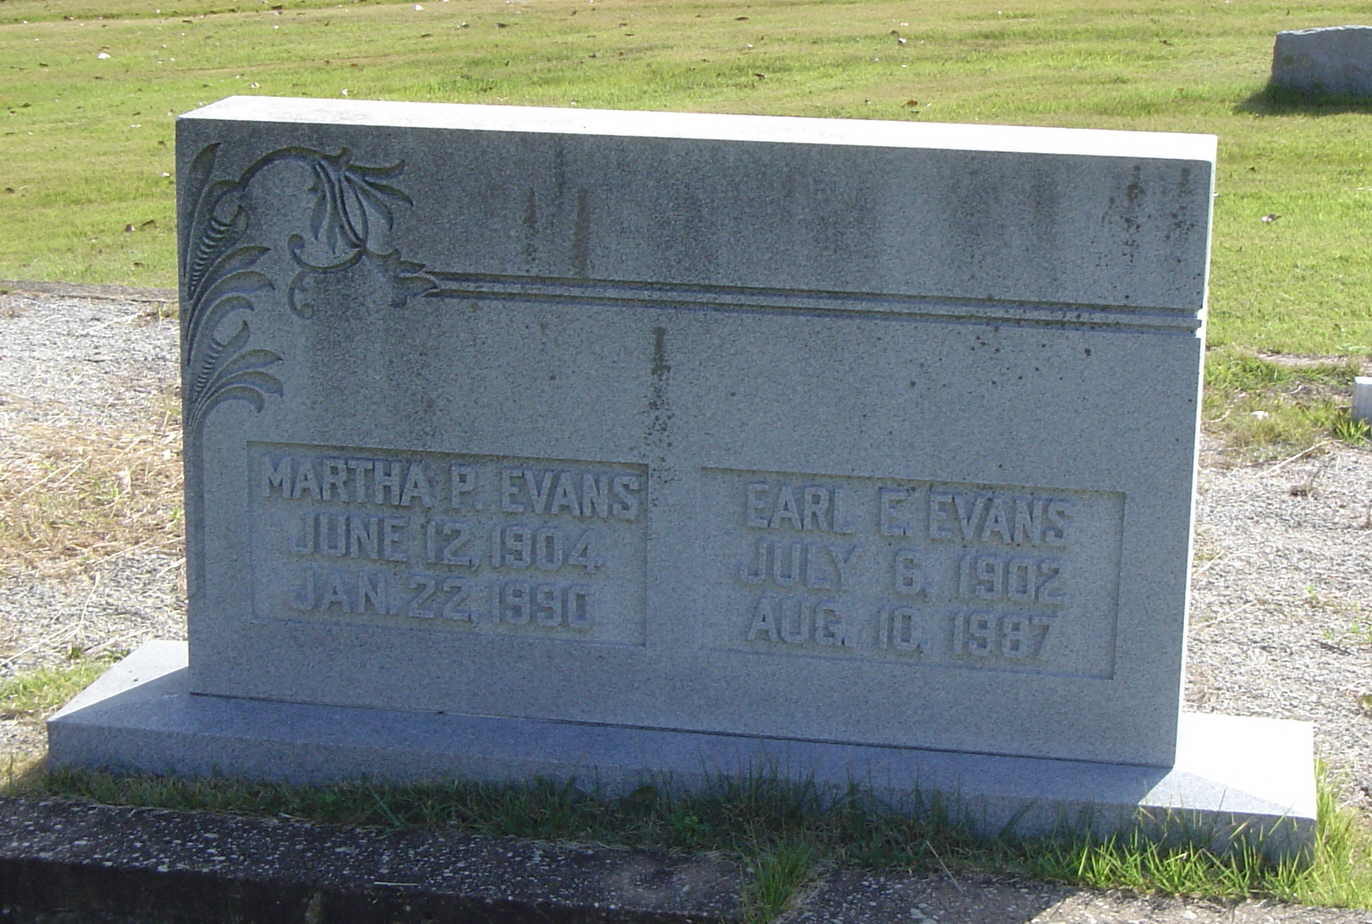 MARTHA P. EVANS
JUNE 12, 1904
JAN. 22, 1990
EARL E. EVANS
JULY 6, 1902
AUG. 10, 1987